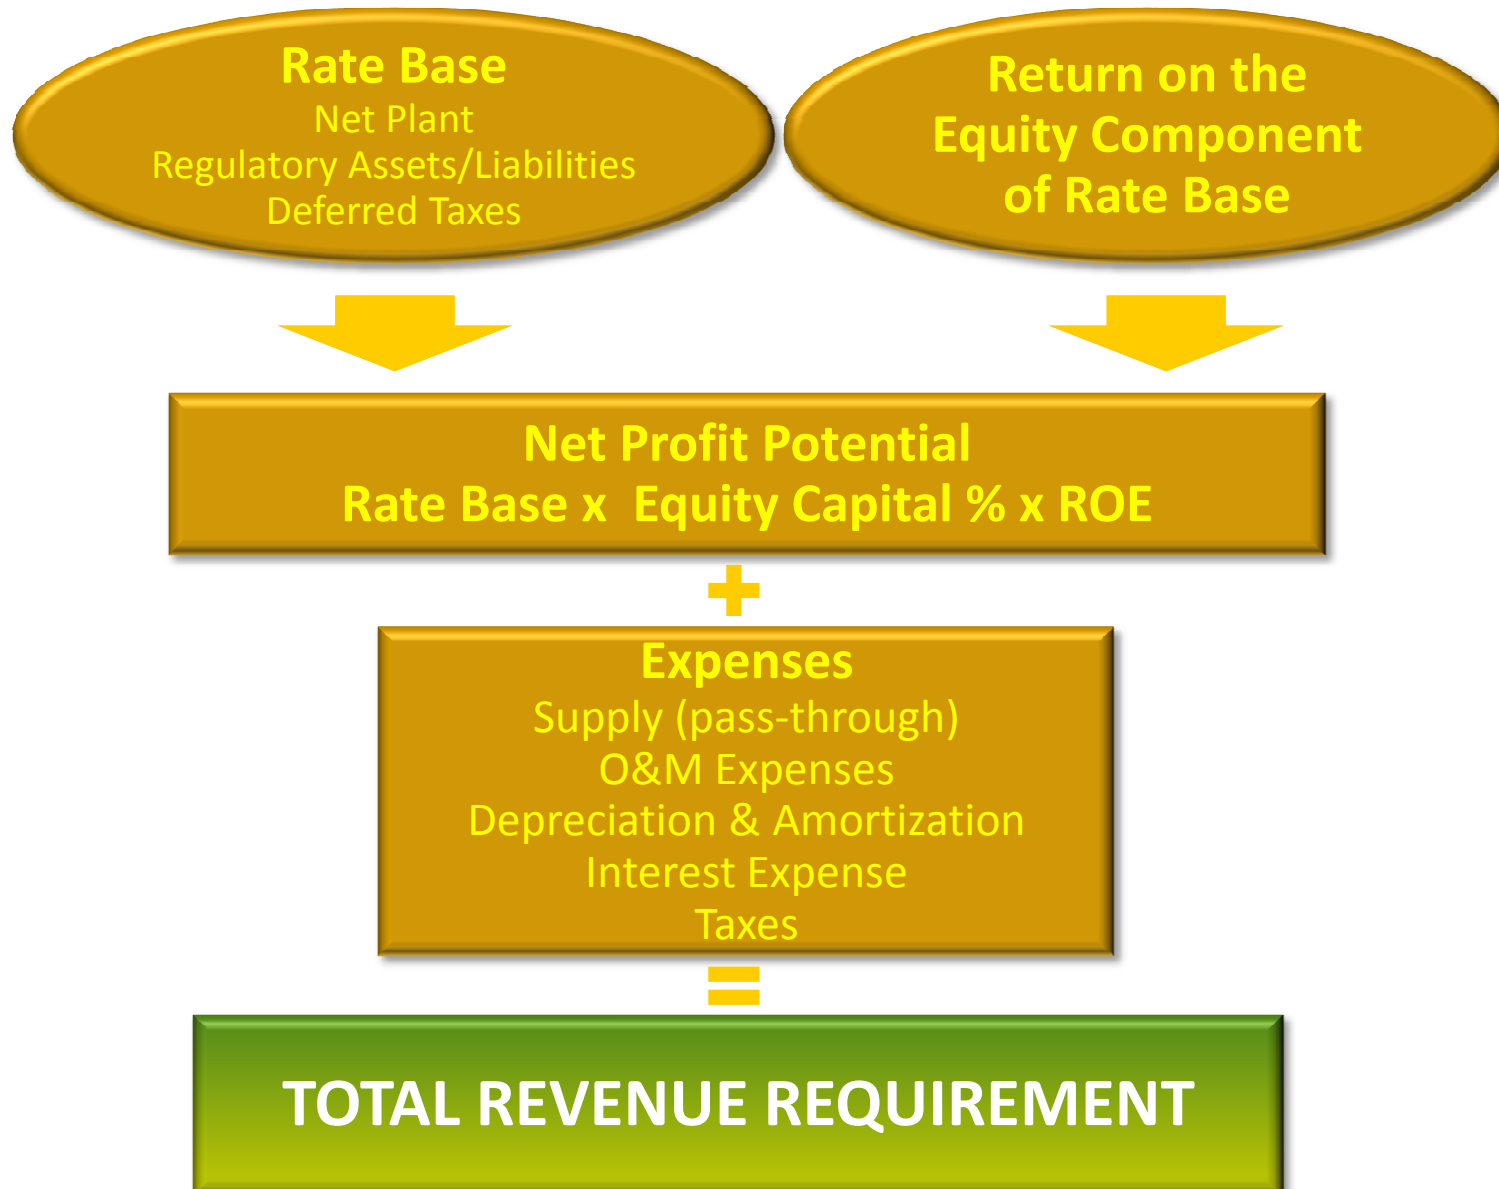 Rate Base
Net Plant
Regulatory Assets/Liabilities
Deferred Taxes
Return on the
Equity Component
of Rate Base
Net Profit Potential
Rate Base x  Equity Capital % x ROE
+
Expenses
Supply (pass-through)
O&M Expenses
Depreciation & Amortization
Interest Expense
Taxes
=
TOTAL REVENUE REQUIREMENT